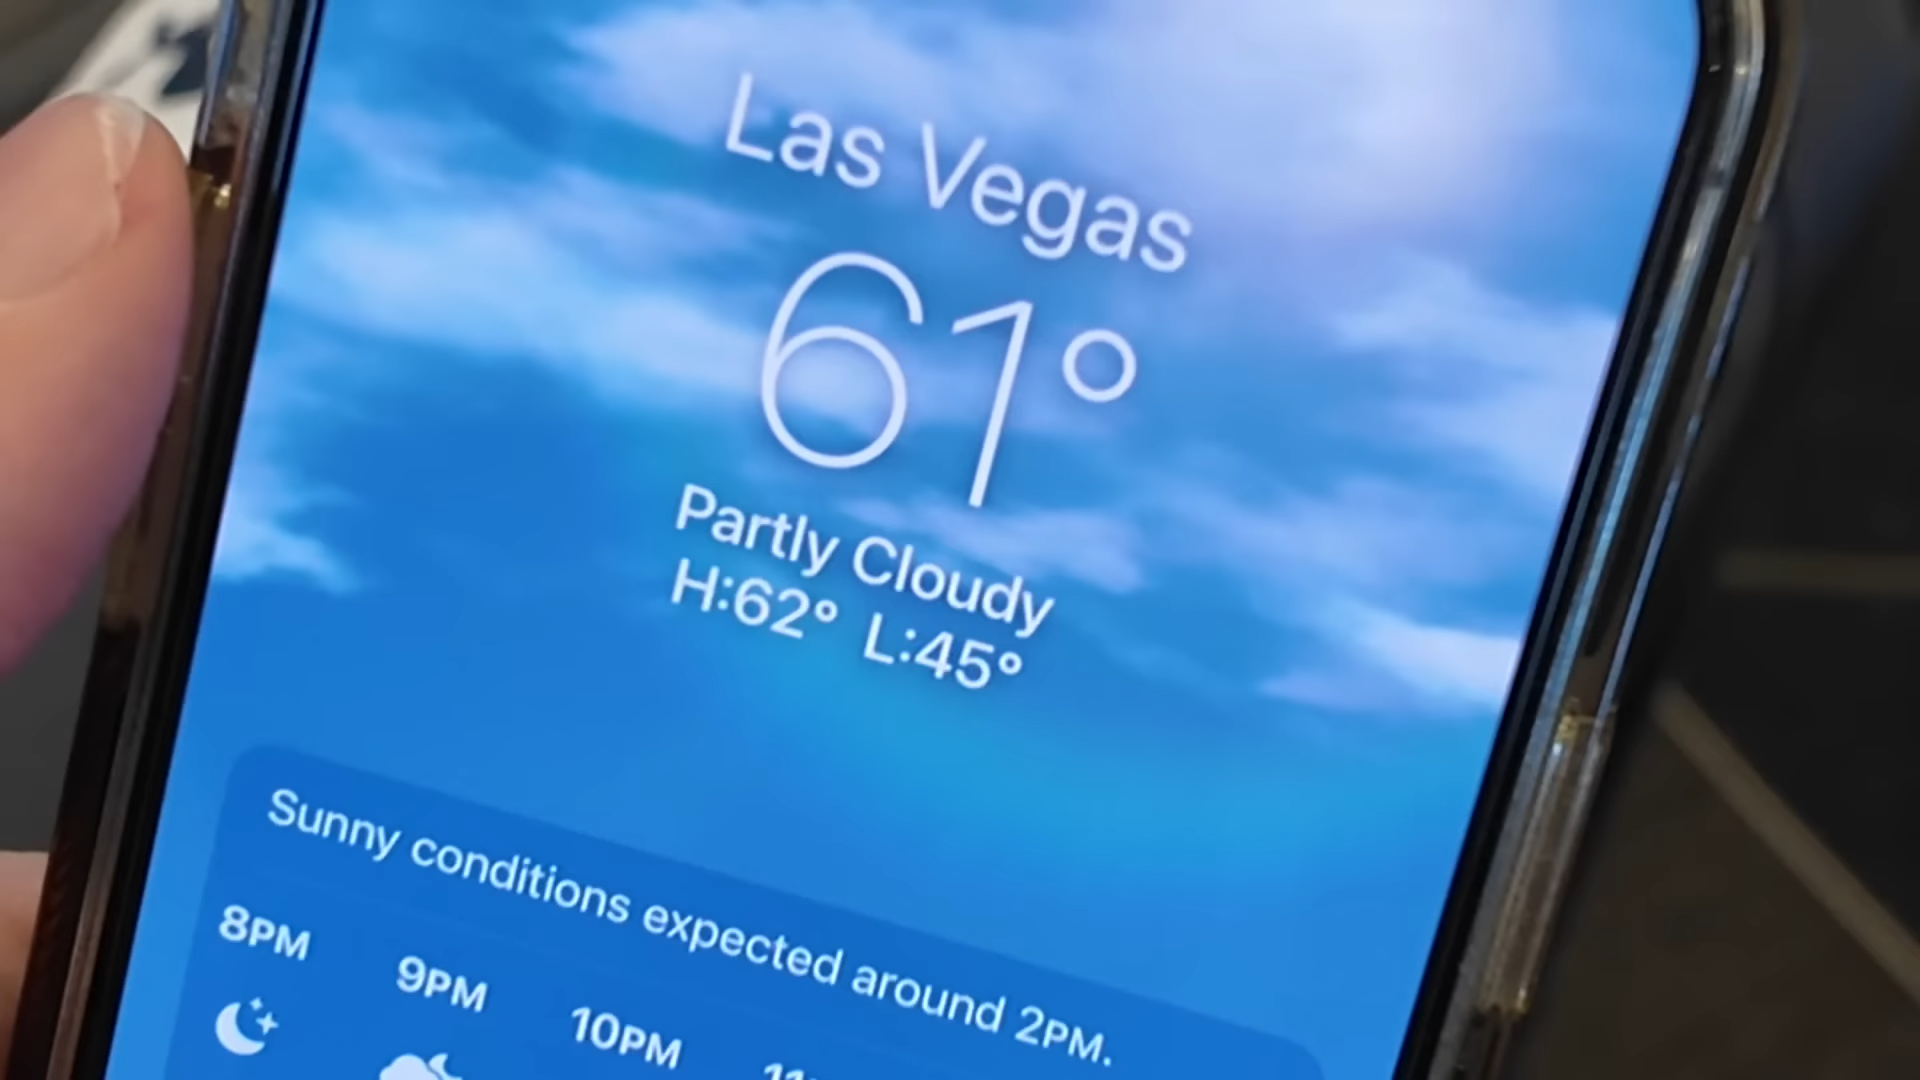 Las Vegas
61°
Partly Cloudy
H:62° L:45°
Sunny conditions expected around 2PM.
8PM 9PM 10PM